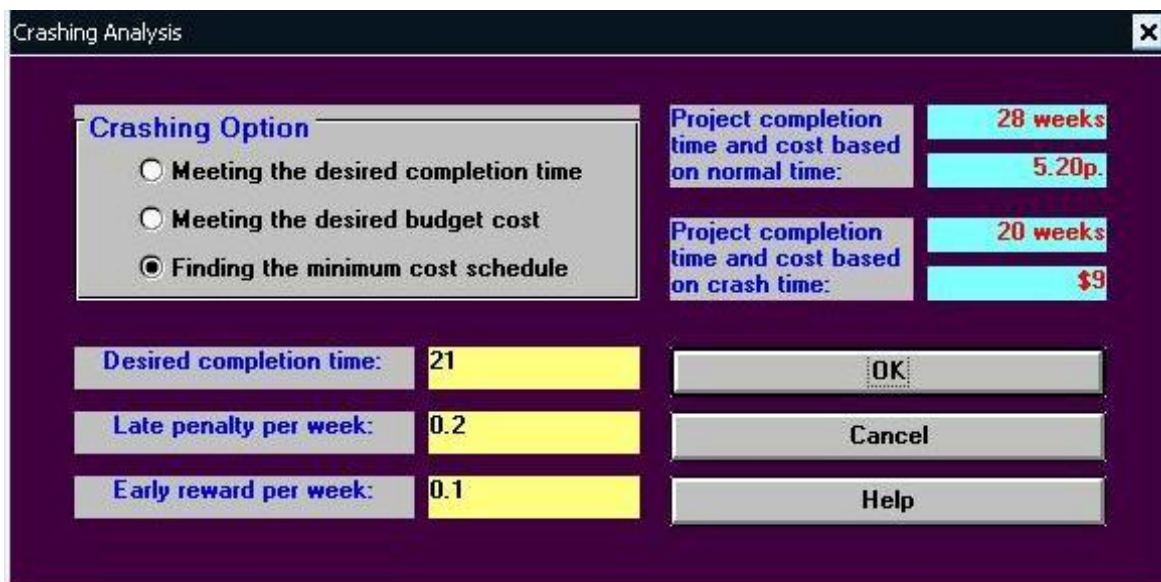 Crashing Analysis
Crashing Option
Meeting the desired completion time
Meeting the desired budget cost
Finding the minimum cost schedule
Project completion
time and cost based
on normal time:
28 weeks
5.20р.
Project completion
time and cost based
on crash time:
20 weeks
$9
Desired completion time:
21
Late penalty per week:
0.2
Early reward per week:
0.1
OK
Cancel
Help